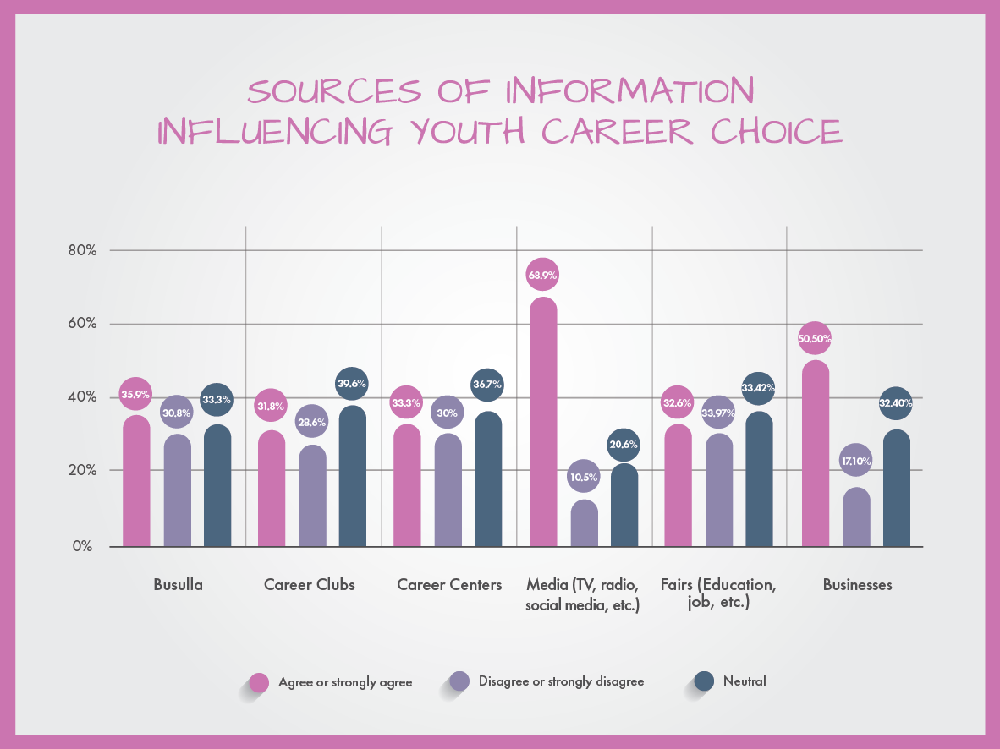 SOURCES OF INFORMATION
INFLUENCING YOUTH CAREER CHOICE
80%
60%
40%
20%
0%
35.9%
30.8%
33.3%
31.8%
28.6%
39.6%
33.3%
30%
36.7%
68.9%
10.5%
20.6%
32.6%
33.97%
33.42%
50.50%
17.10%
32.40%
Busulla
Career Clubs
Career Centers
Media (TV, radio,
social media, etc.)
Fairs (Education,
job, etc.)
Businesses
Agree or strongly agree
Disagree or strongly disagree
Neutral